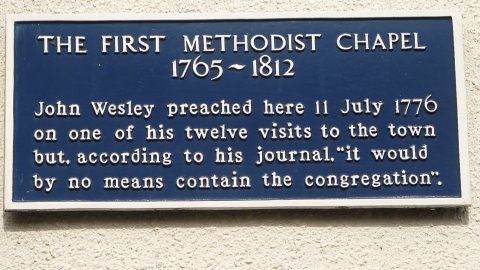 THE FIRST METHODIST CHAPEL
1765~1812
John Wesley preached here 11 July 1776
on one of his twelve visits to the town
but, according to his journal, "it would
by no means contain the congregation".